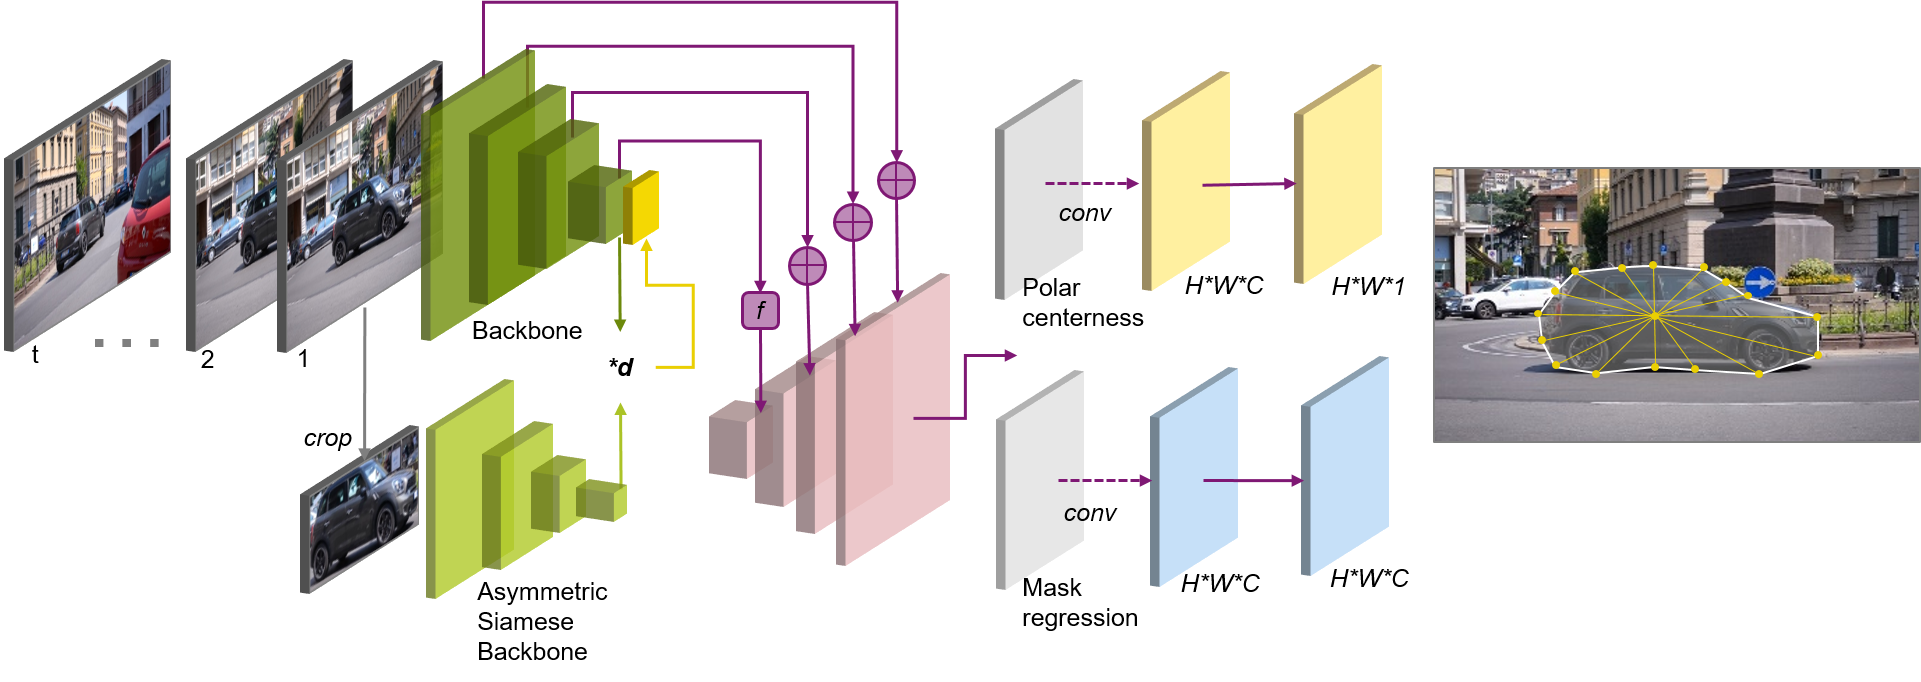 t
2
1
Backbone
*d
crop
Asymmetric
Siamese
Backbone
f
Polar
centerness
conv
H*W*C
H*W*1
Mask
regression
conv
H*W*C
H*W*C